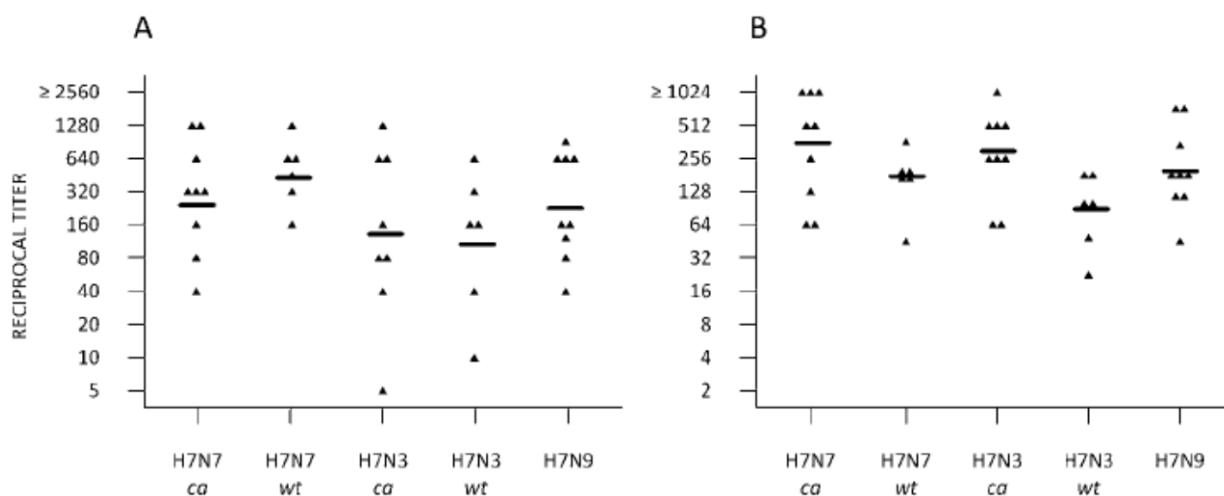 A
B
RECIPROCAL TITER
≥ 2560
1280
640
320
160
80
40
20
10
5
H7N7 H7N7 H7N3 H7N3 H7N9
ca wt ca wt
≥ 1024
512
256
128
64
32
16
8
4
2
H7N7 H7N7 H7N3 H7N3 H7N9
ca wt ca wt